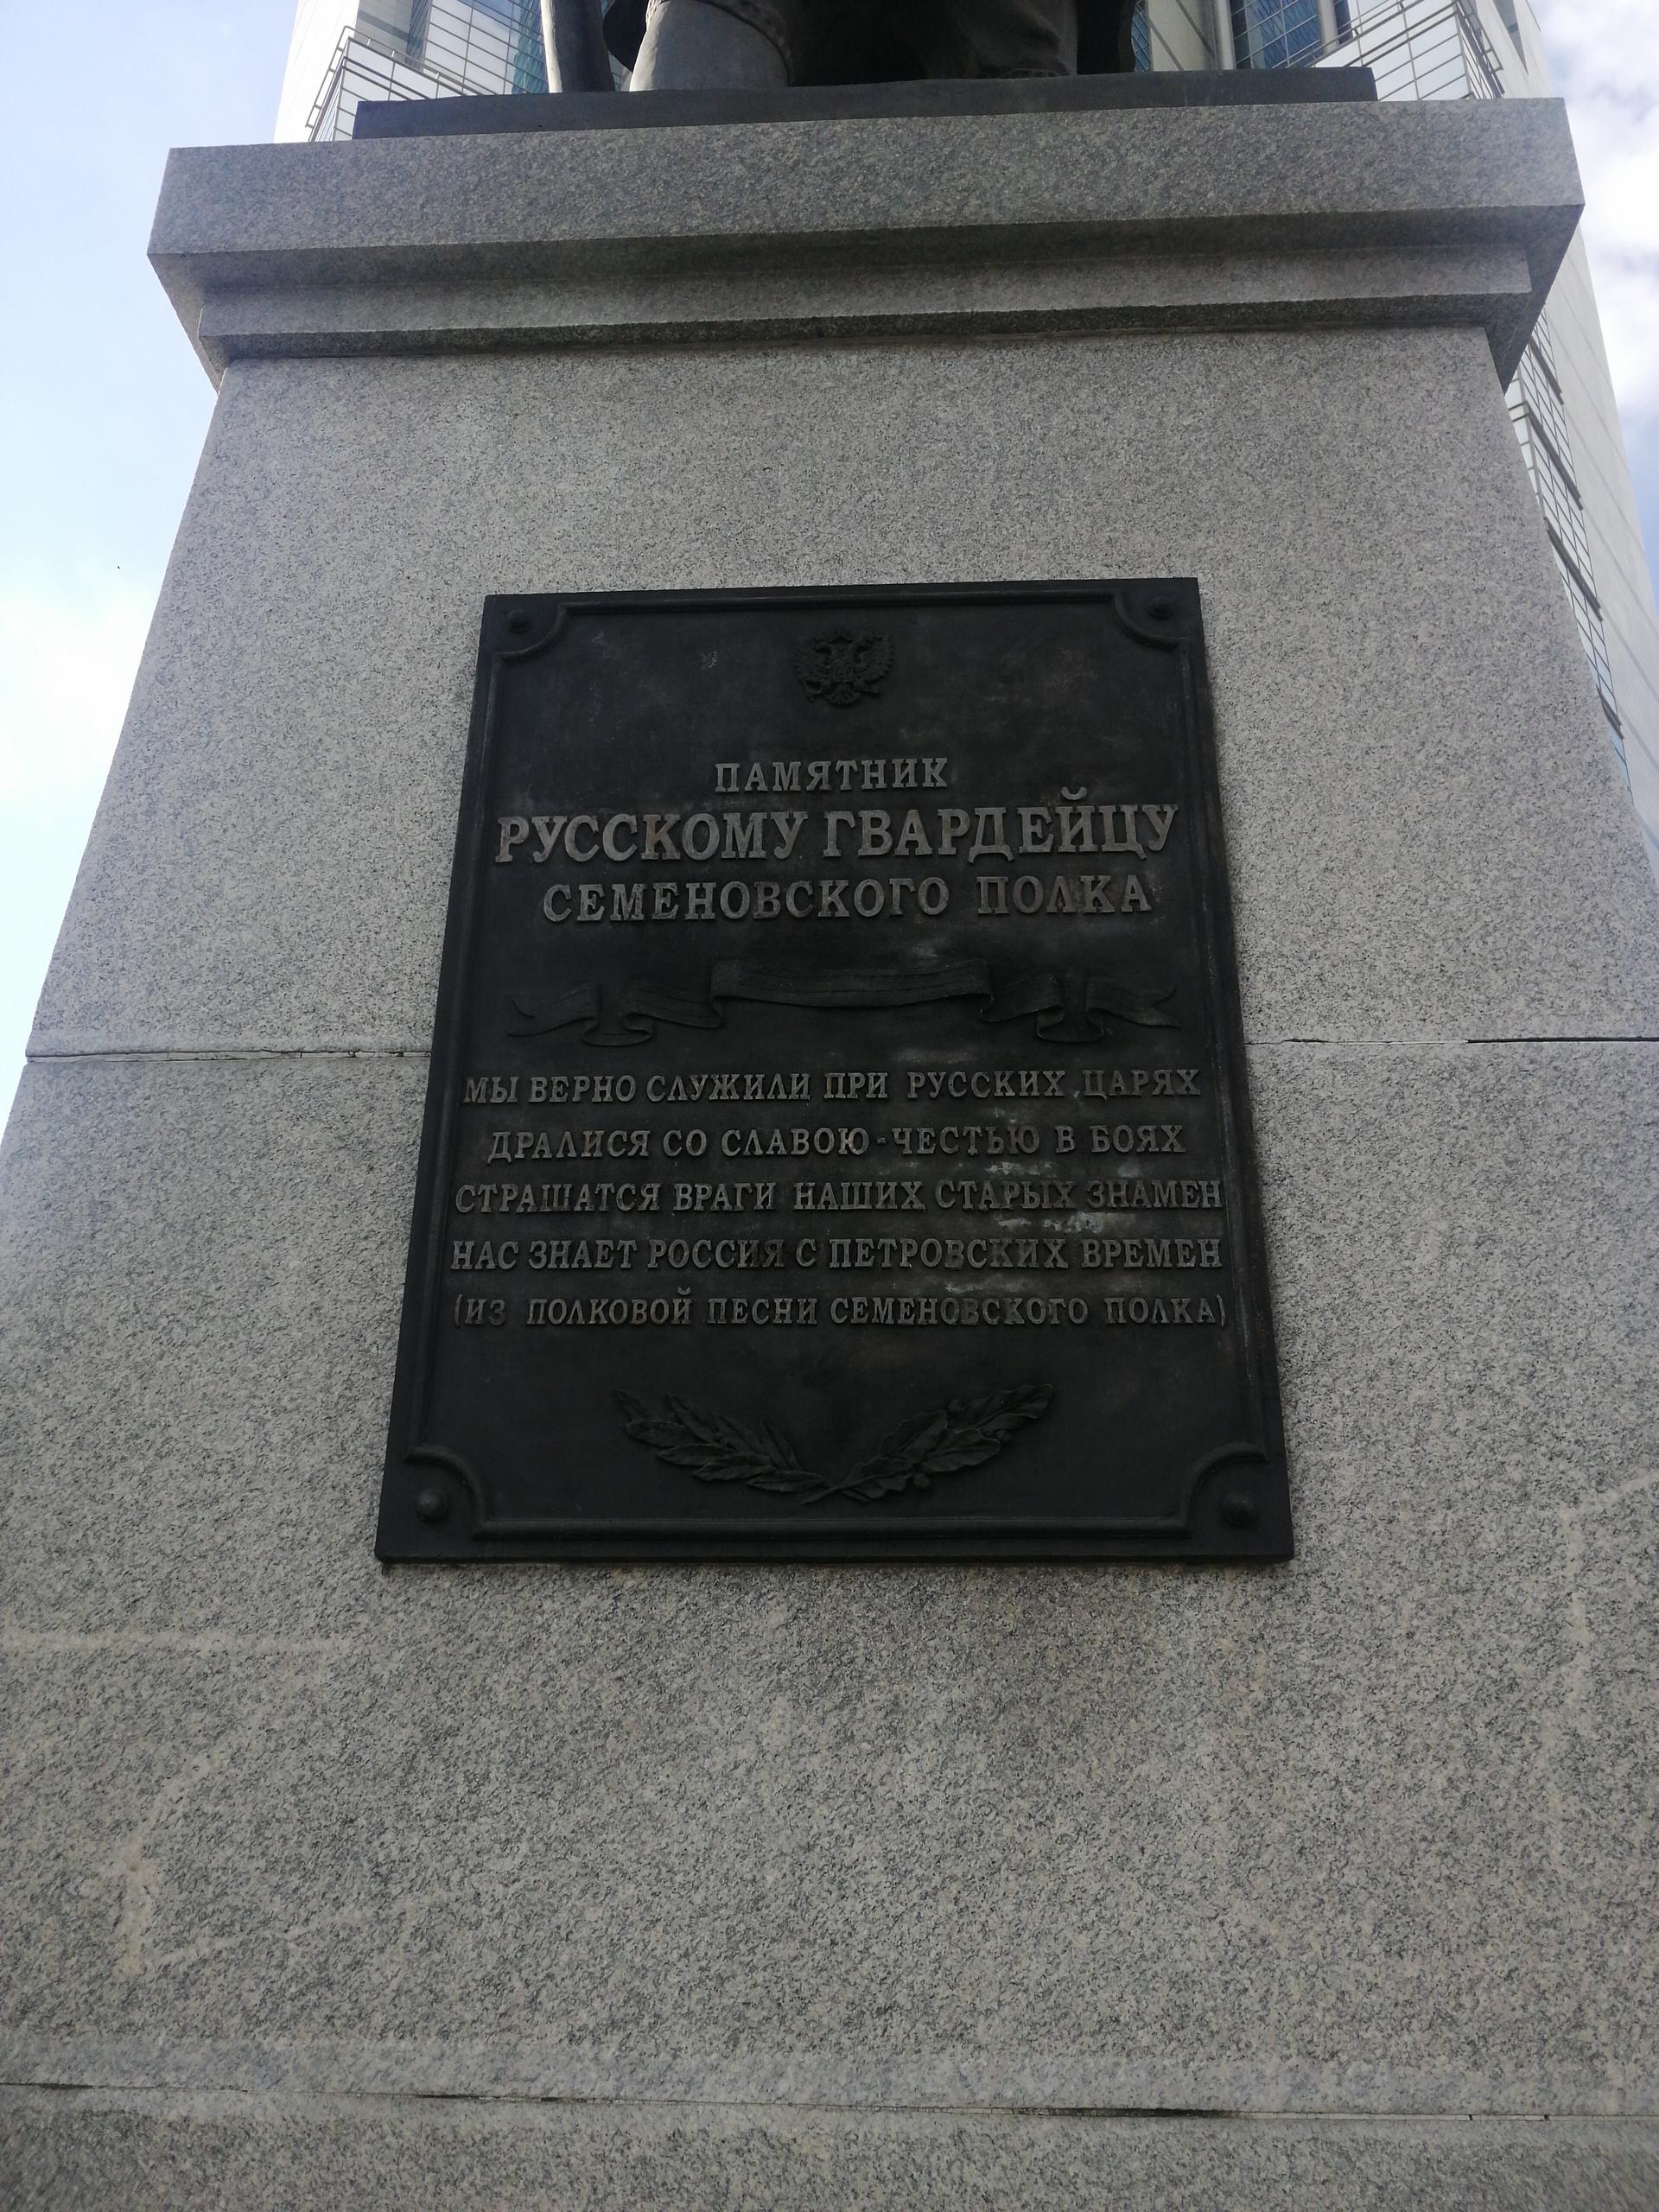 ПАМЯТНИК
РУССКОМУ ГВАРДЕЙЦУ
СЕМЕНОВСКОГО ПОЛКА
МЫ ВЕРНО СЛУЖИЛИ ПРИ РУССКИХ ЦАРЯХ
ДРАЛИСЯ СО СЛАВОЮ-ЧЕСТЬЮ В БОЯХ
СТРАШАТСЯ ВРАГИ НАШИХ СТАРЫХ ЗНАМЕН
НАС ЗНАЕТ РОССИЯ С ПЕТРОВСКИХ ВРЕМЕН
(ИЗ ПОЛКОВОЙ ПЕСНИ СЕМЕНОВСКОГО ПОЛКА)